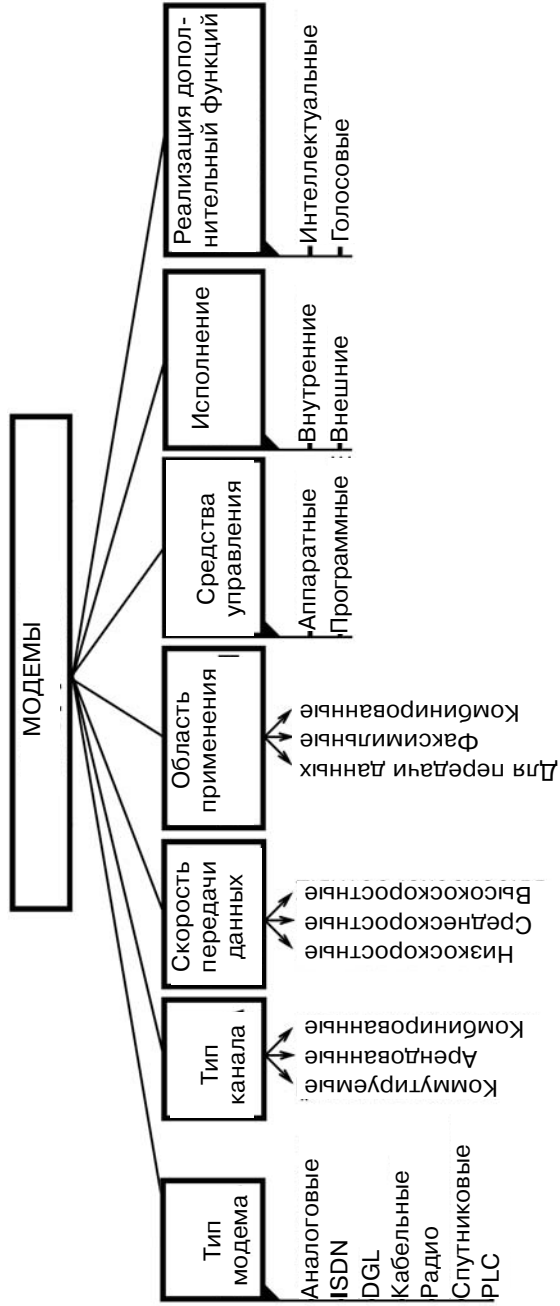 МОДЕМЫ
Тип
модема
Аналоговые
ISDN
DGL
Кабельные
Радио
Спутниковые
PLC
Тип
канала
Коммутируемые
Арендованные
Комбинированные
Скорость
передачи
данных
Низкоскоростные
Среднескоростные
Высокоскоростные
Область
применения
Для передачи данных
Факсимильные
Комбинированные
Средства
управления
Аппаратные
Программные
Исполнение
Внутренние
Внешние
Реализация допол-
нительный функций
Интеллектуальные
Голосовые